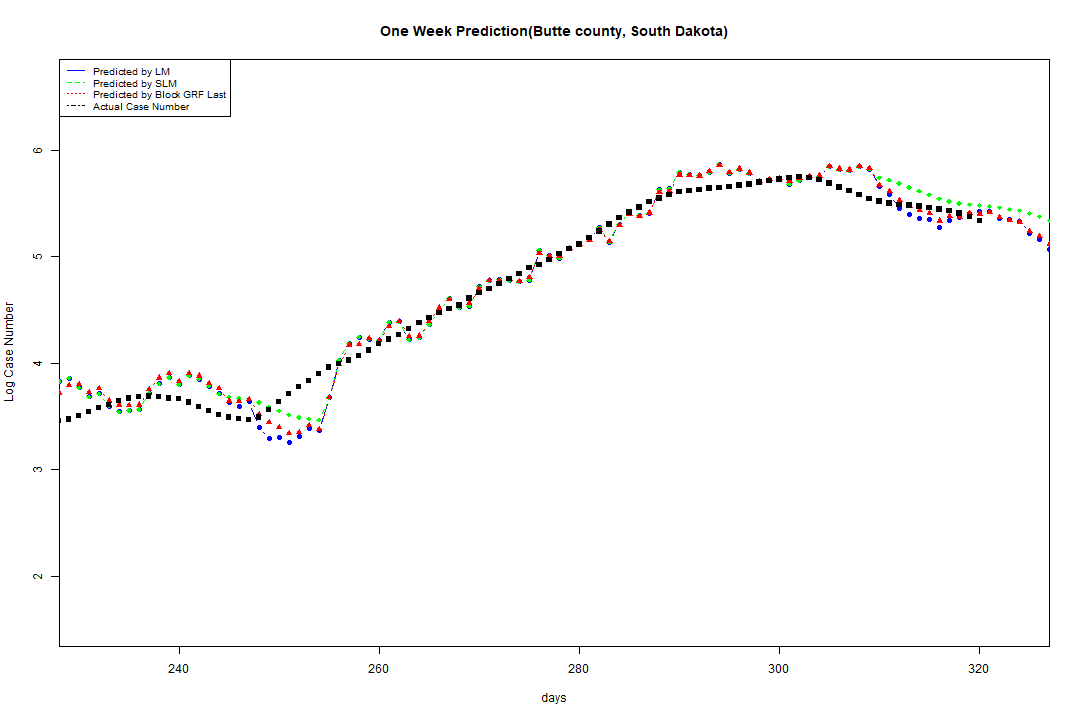 One Week Prediction(Butte county, South Dakota)
Predicted by LM
Predicted by SLM
Predicted by Block GRF Last
Actual Case Number
6
5
4
3
2
Log Case Number
240 260 280 300 320
days